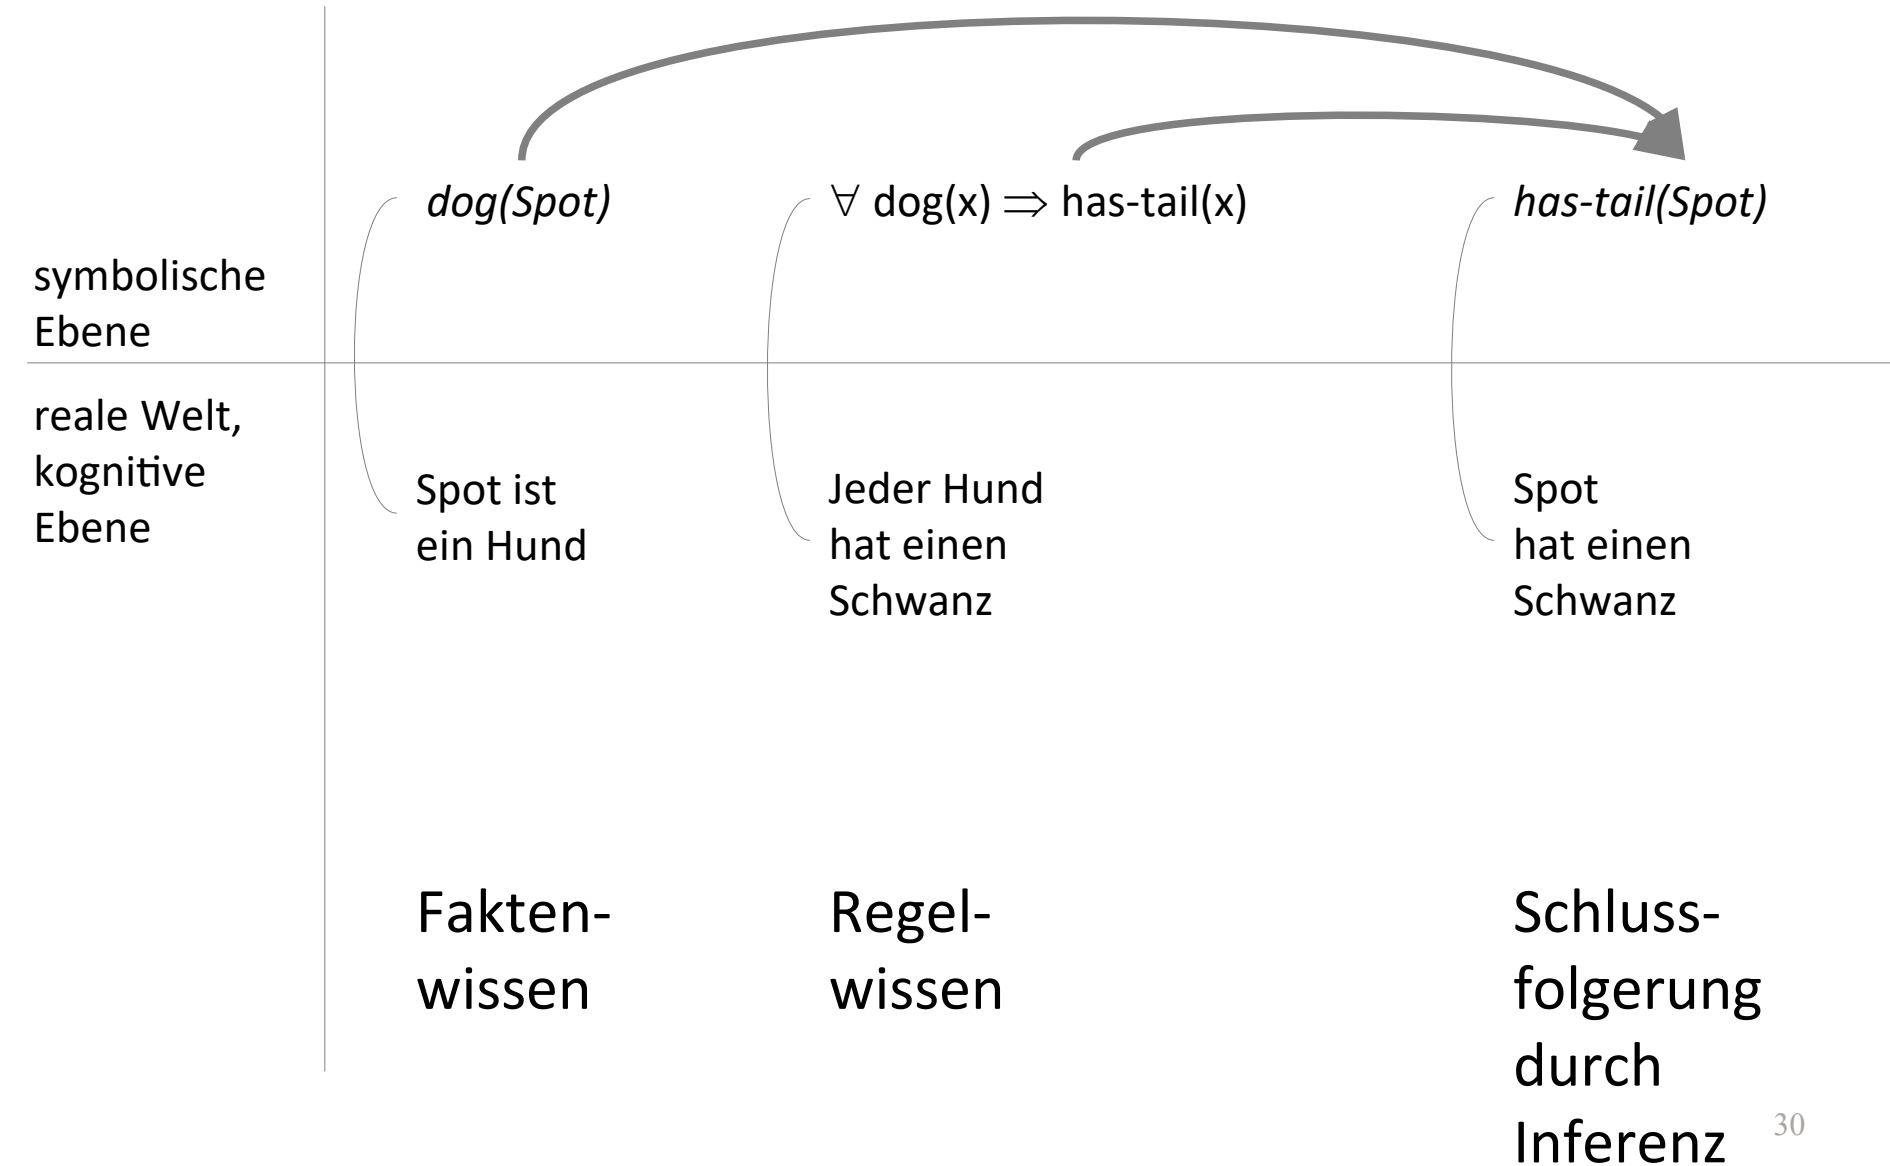 dog(Spot)
∀ dog(x) ⇒ has-tail(x)
has-tail(Spot)
symbolische
Ebene
reale Welt,
kognitive
Ebene
Spot ist
ein Hund
Jeder Hund
hat einen
Schwanz
Spot
hat einen
Schwanz
Fakten-
wissen
Regel-
wissen
Schluss-
folgerung
durch
Inferenz
30